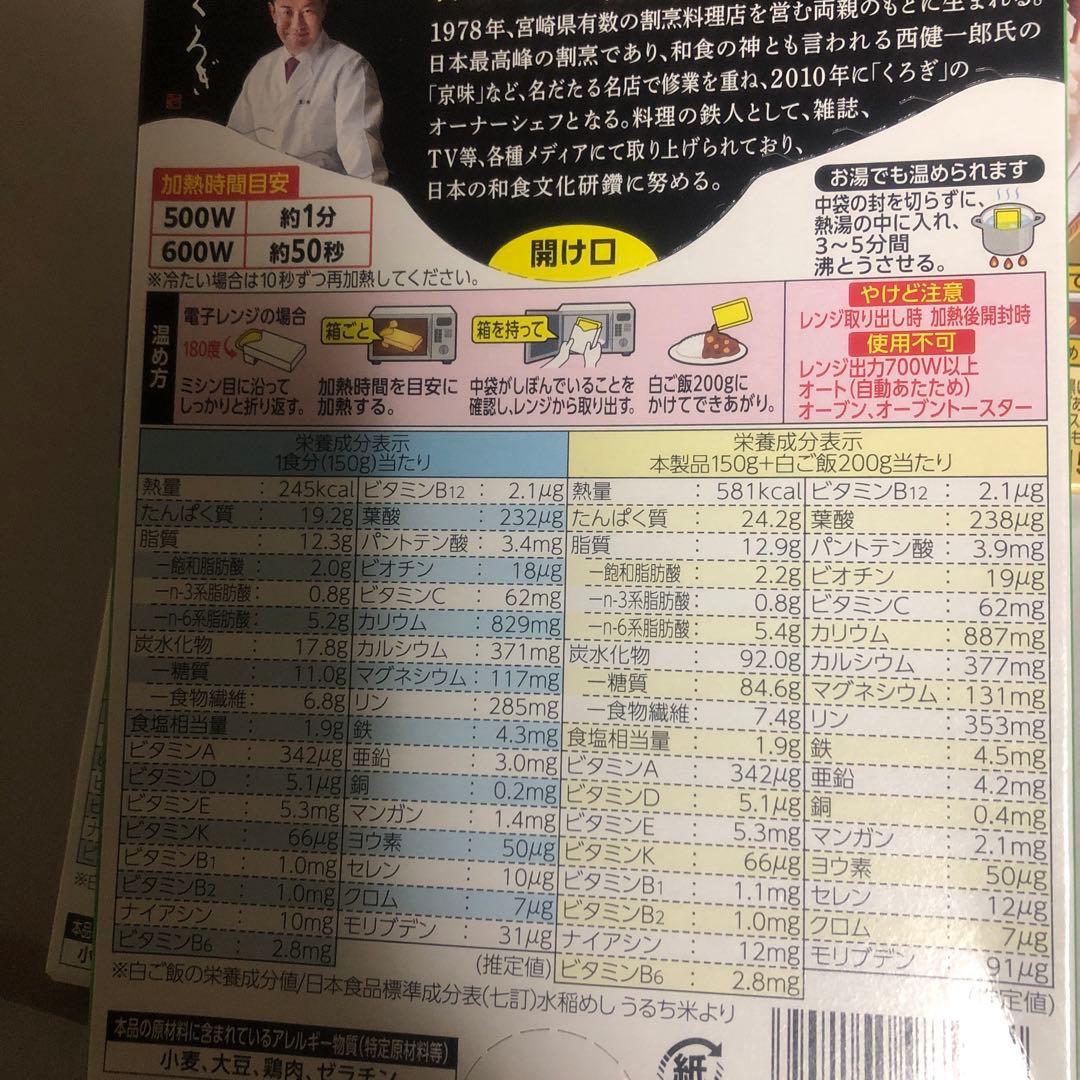 くろぎ
1978年、宮崎県有数の割烹料理店を営む両親のもとに生まれる。
日本最高峰の割烹であり、和食の神とも言われる西健一郎氏の
「京味」など、名だたる名店で修業を重ね、2010年に「くろぎ」の
オーナーシェフとなる。料理の鉄人として、雑誌、
TV等、各種メディアにて取り上げられており、
日本の和食文化研鑽に努める。
加熱時間目安
500W 約1分
600W 約50秒
※冷たい場合は10秒ずつ再加熱してください。
開け口
お湯でも温められます
中袋の封を切らずに、
熱湯の中に入れ、
3～5分間
沸とうさせる。
温め方
電子レンジの場合
180度
ミシン目に沿って
しっかりと折り返す。
箱ごと
加熱時間を目安に
加熱する。
箱を持って
中袋がしぼんでいることを
確認し、レンジから取り出す。
白ご飯200gに
かけてできあがり。
やけど注意
レンジ取り出し時 加熱後開封時
使用不可
レンジ出力700W以上
オート(自動あたため)
オーブン、オーブントースター
栄養成分表示
1食分(150g)当たり
熱量 : 245kcal ビタミンB12 : 2.1μg
たんぱく質 : 19.2g 葉酸 : 232μg
脂質 : 12.3g パントテン酸 : 3.4mg
－飽和脂肪酸 : 2.0g ビオチン : 18μg
－n-3系脂肪酸 : 0.8g ビタミンC : 62mg
－n-6系脂肪酸 : 5.2g カリウム : 829mg
炭水化物 : 17.8g カルシウム : 371mg
－糖質 : 11.0g マグネシウム : 117mg
－食物繊維 : 6.8g リン : 285mg
食塩相当量 : 1.9g 鉄 : 4.3mg
ビタミンA : 342μg 亜鉛 : 3.0mg
ビタミンD : 5.1μg 銅 : 0.2mg
ビタミンE : 5.3mg マンガン : 1.4mg
ビタミンK : 66μg ヨウ素 : 50μg
ビタミンB1 : 1.0mg セレン : 10μg
ビタミンB2 : 1.0mg クロム : 7μg
ナイアシン : 10mg モリブデン : 31μg
ビタミンB6 : 2.8mg
(推定値)
栄養成分表示
本製品150g+白ご飯200g当たり
熱量 : 581kcal ビタミンB12 : 2.1μg
たんぱく質 : 24.2g 葉酸 : 238μg
脂質 : 12.9g パントテン酸 : 3.9mg
－飽和脂肪酸 : 2.2g ビオチン : 19μg
－n-3系脂肪酸 : 0.8g ビタミンC : 62mg
－n-6系脂肪酸 : 5.4g カリウム : 887mg
炭水化物 : 92.0g カルシウム : 377mg
－糖質 : 84.6g マグネシウム : 131mg
－食物繊維 : 7.4g リン : 353mg
食塩相当量 : 1.9g 鉄 : 4.5mg
ビタミンA : 342μg 亜鉛 : 4.2mg
ビタミンD : 5.1μg 銅 : 0.4mg
ビタミンE : 5.3mg マンガン : 2.1mg
ビタミンK : 66μg ヨウ素 : 50μg
ビタミンB1 : 1.1mg セレン : 12μg
ビタミンB2 : 1.0mg クロム : 7μg
ナイアシン : 12mg モリブデン : 91μg
ビタミンB6 : 2.8mg
(推定値)
※白ご飯の栄養成分値/日本食品標準成分表(七訂)水稲めし うるち米より
本品の原材料に含まれているアレルギー物質(特定原材料等)
小麦、大豆、鶏肉、ゼラチン
紙